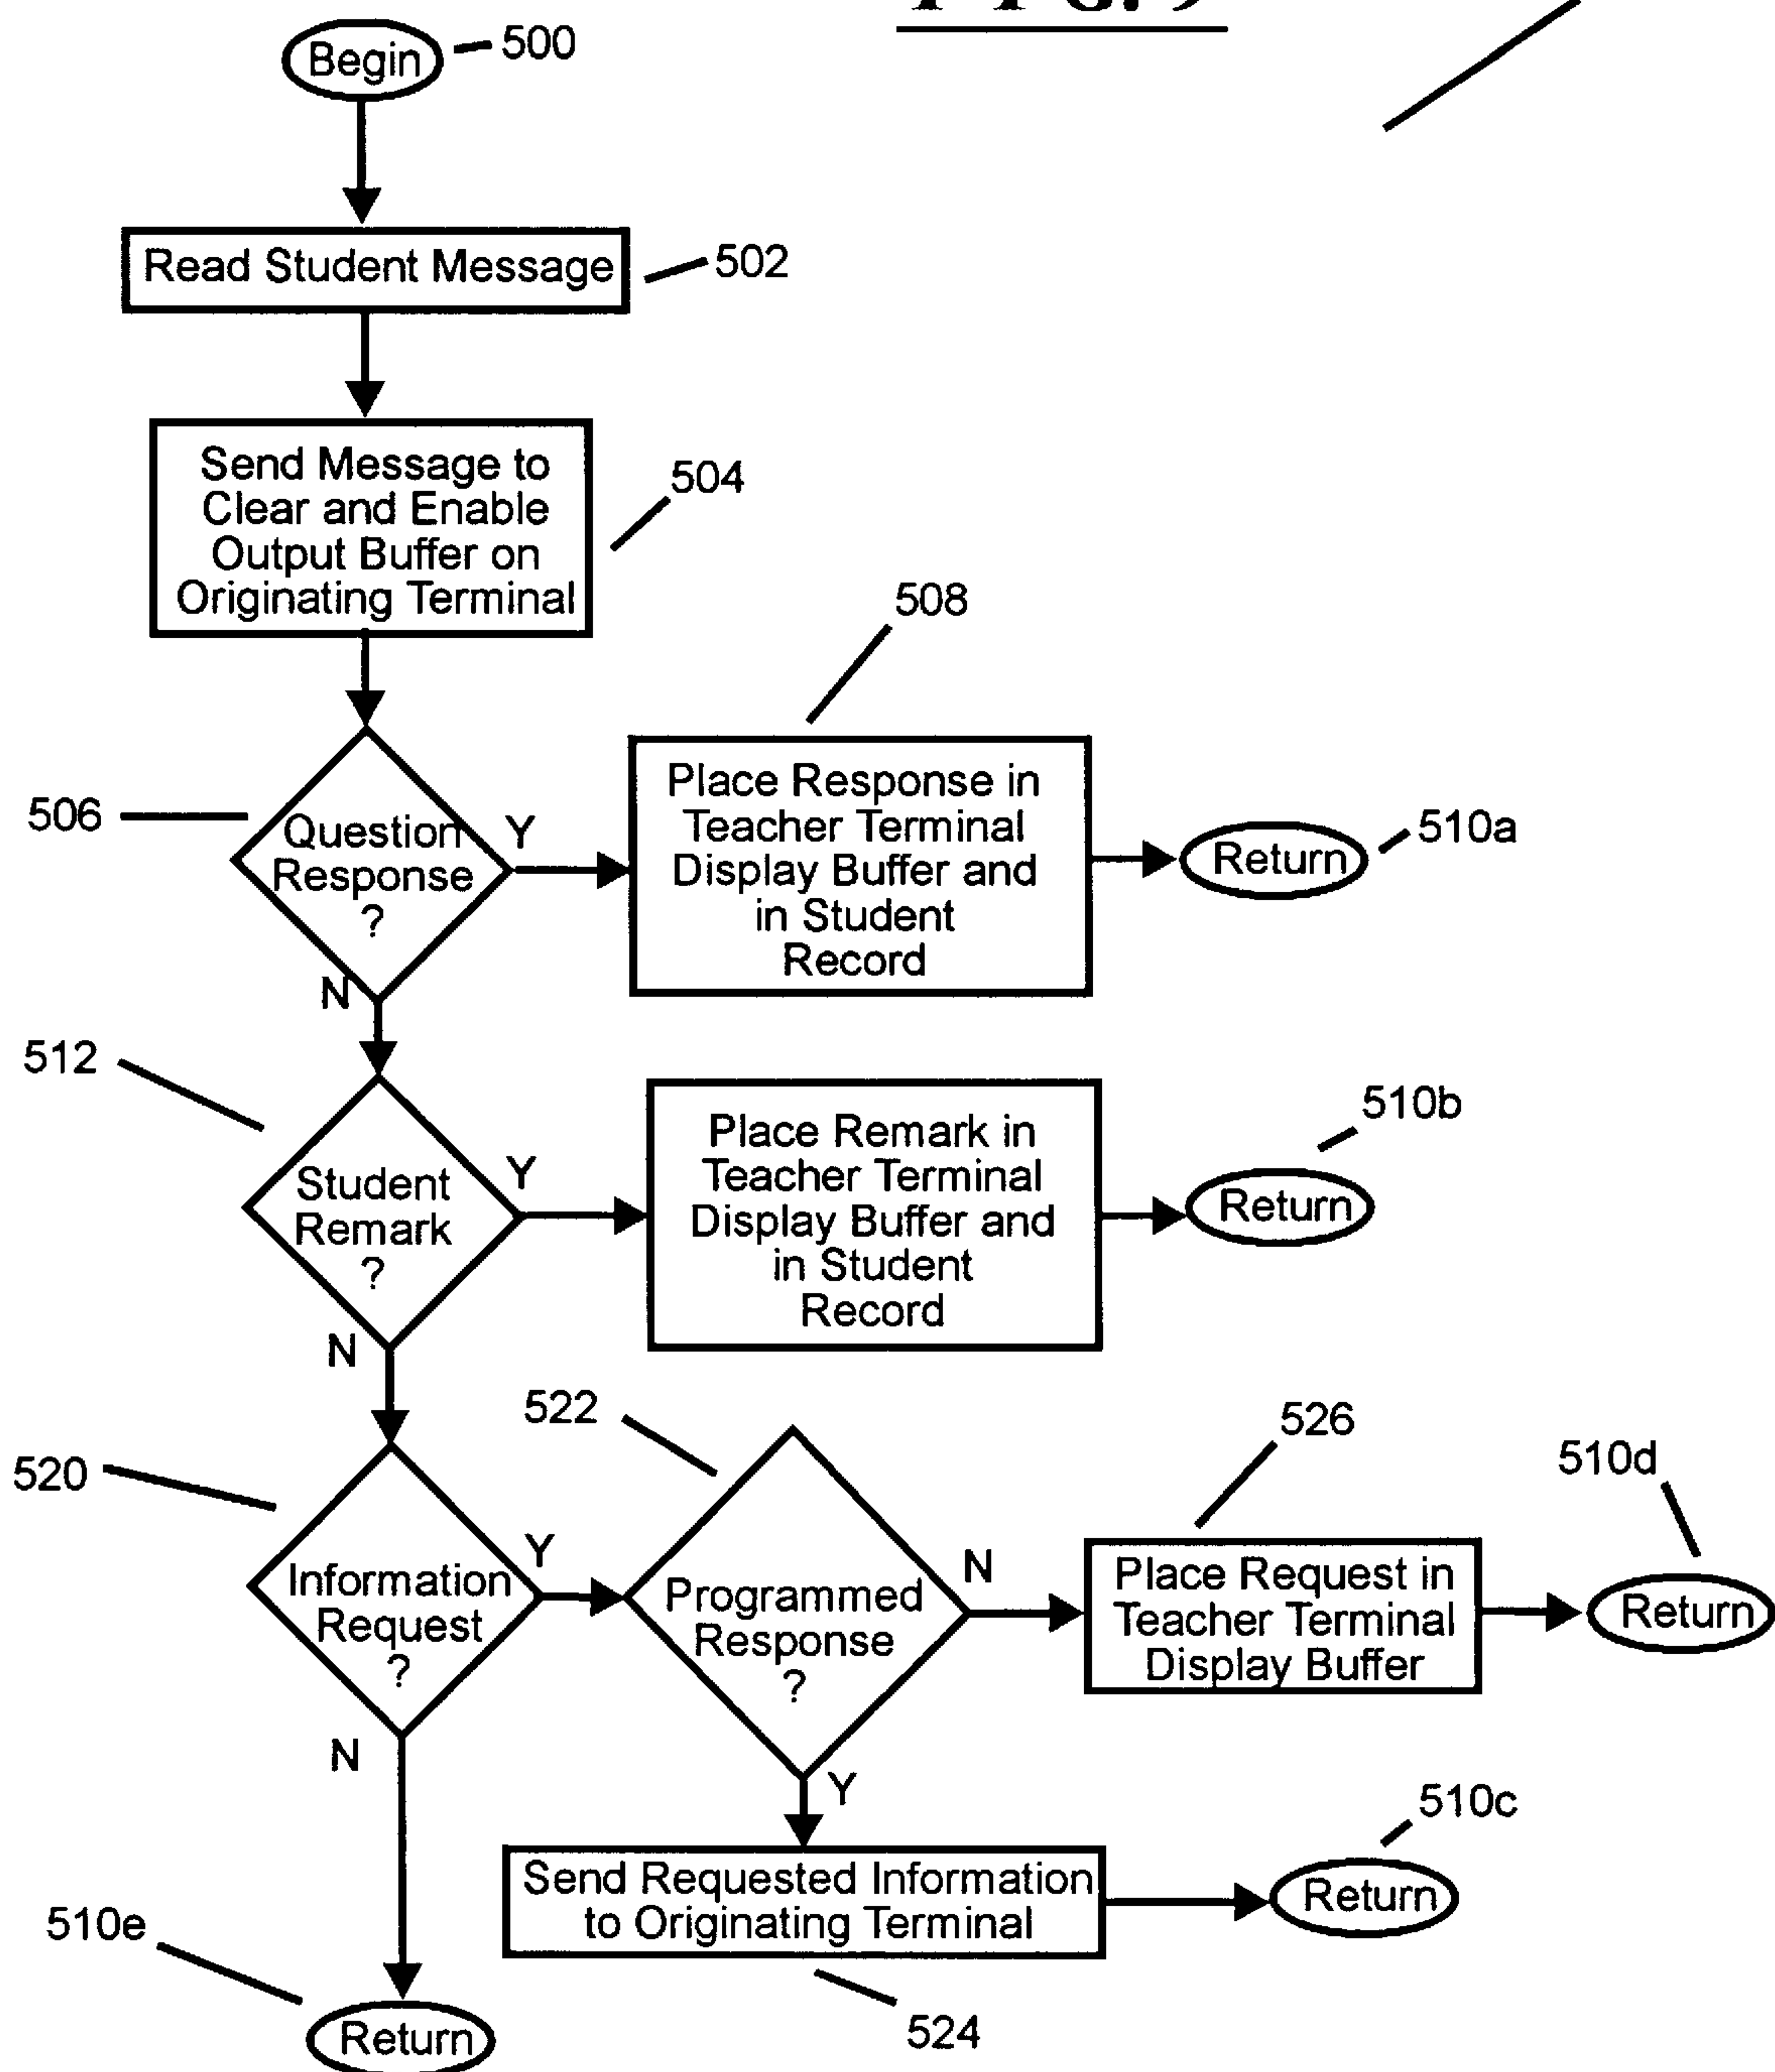 Begin
500
Read Student Message
502
Send Message to
Clear and Enable
Output Buffer on
Originating Terminal
504
508
506
Question
Response
?
Y
N
Place Response in
Teacher Terminal
Display Buffer and
in Student
Record
Return
510a
512
Student
Remark
?
Y
N
Place Remark in
Teacher Terminal
Display Buffer and
in Student
Record
Return
510b
520
Information
Request
?
Y
N
522
Programmed
Response
?
N
Y
526
Place Request in
Teacher Terminal
Display Buffer
510d
Return
Send Requested Information
to Originating Terminal
524
510c
Return
510e
Return